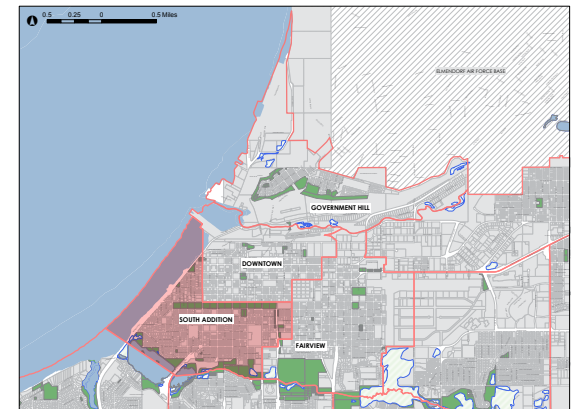 0.5 0.25 0 0.5 Miles
ELMENDORF AIR FORCE BASE
GOVERNMENT HILL
DOWNTOWN
SOUTH ADDITION
FAIRVIEW